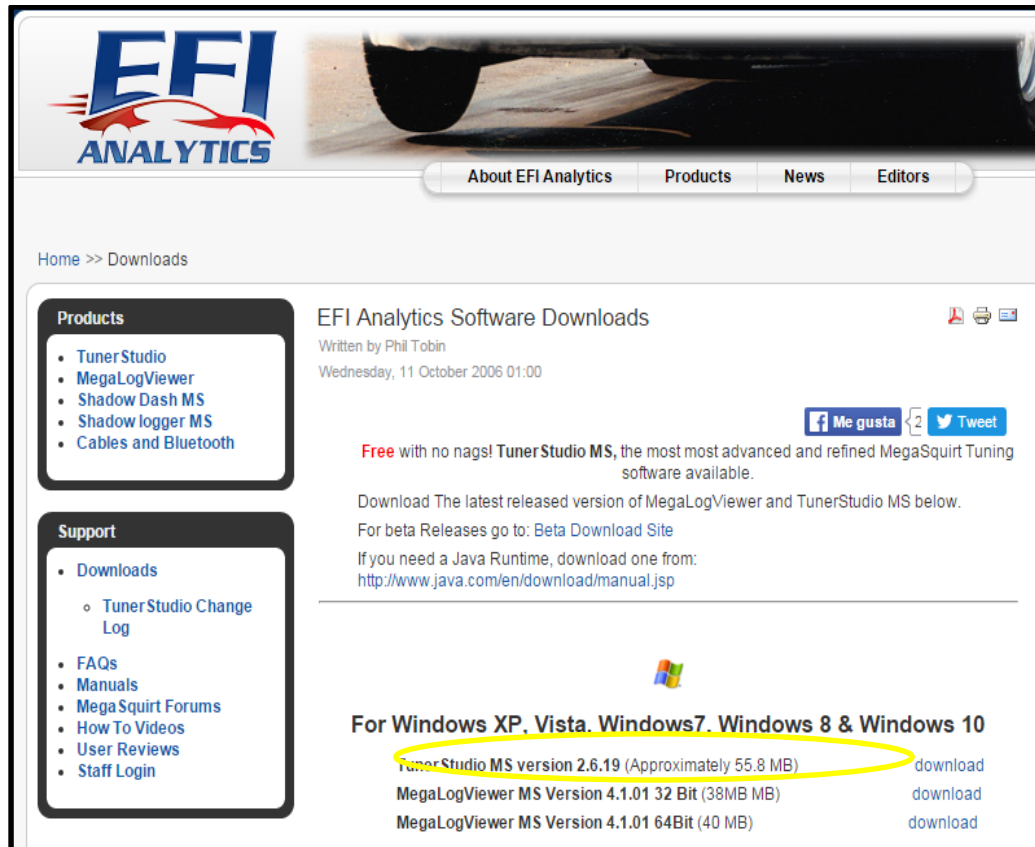 EFI
ANALYTICS
About EFI Analytics Products News Editors
Home >> Downloads
Products
TunerStudio
MegaLogViewer
Shadow Dash MS
Shadow logger MS
Cables and Bluetooth
Support
Downloads
TunerStudio Change
Log
FAQs
Manuals
MegaSquirt Forums
How To Videos
User Reviews
Staff Login
EFI Analytics Software Downloads
Written by Phil Tobin
Wednesday, 11 October 2006 01:00
Me gusta 2 Tweet
Free with no nags! TunerStudio MS, the most most advanced and refined MegaSquirt Tuning
software available.
Download The latest released version of MegaLogViewer and TunerStudio MS below.
For beta Releases go to: Beta Download Site
If you need a Java Runtime, download one from:
http://www.java.com/en/download/manual.jsp
For Windows XP, Vista, Windows7, Windows 8 & Windows 10
TunerStudio MS version 2.6.19 (Approximately 55.8 MB) download
MegaLogViewer MS Version 4.1.01 32 Bit (38MB MB) download
MegaLogViewer MS Version 4.1.01 64Bit (40 MB) download